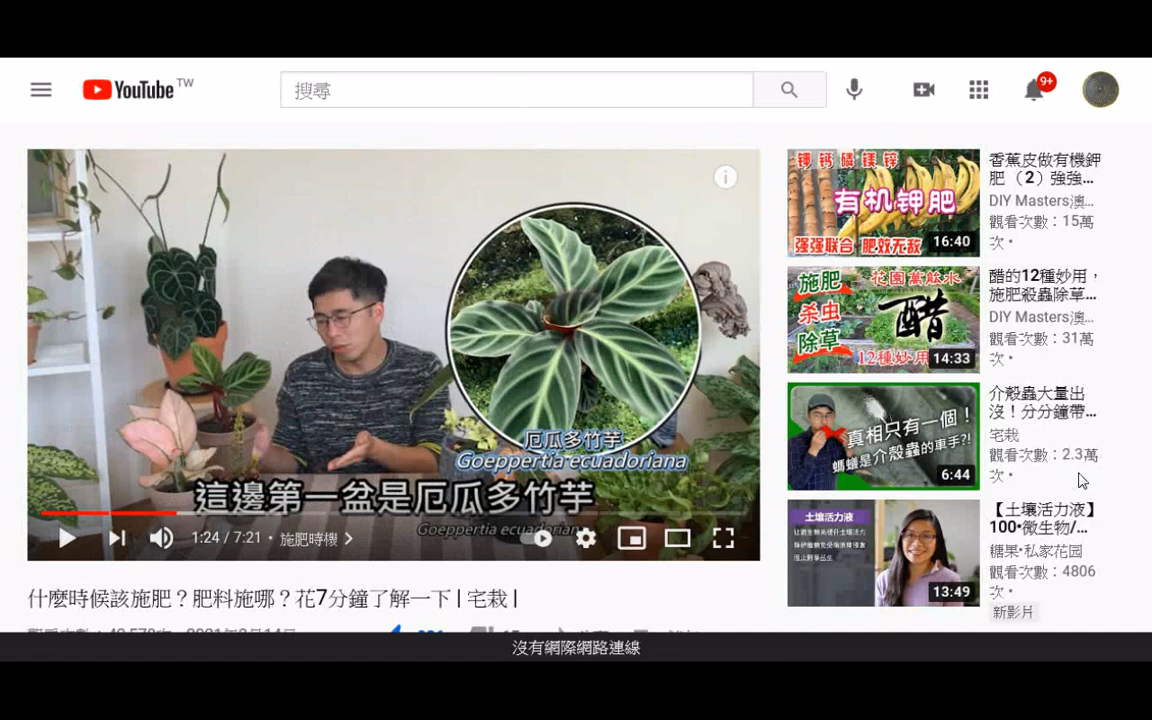 YouTube TW
搜尋
9+
厄瓜多竹芋
Goeppertia ecuadoriana
這邊第一盆是厄瓜多竹芋
Goeppertia ecuadoriana
1:24 / 7:21 • 施肥時機
什麼時候該施肥？肥料施哪？花7分鐘了解一下 | 宅栽 |
有机钾肥
强强联合 肥效无敌
16:40
香蕉皮做有機鉀
肥 （2）強強...
DIY Masters澳...
觀看次數：15萬
次 •
施肥
杀虫
除草
花園萬能水
醋
12種妙用
14:33
醋的12種妙用，
施肥殺蟲除草...
DIY Masters澳...
觀看次數：31萬
次 •
真相只有一個！
螞蟻是介殼蟲的車手?!
6:44
介殼蟲大量出
沒！分分鐘帶...
宅栽
觀看次數：2.3萬
次 •
土壤活力液
13:49
【土壤活力液】
100•微生物/...
糖果•私家花园
觀看次數：4806
次 •
新影片
沒有網際網路連線